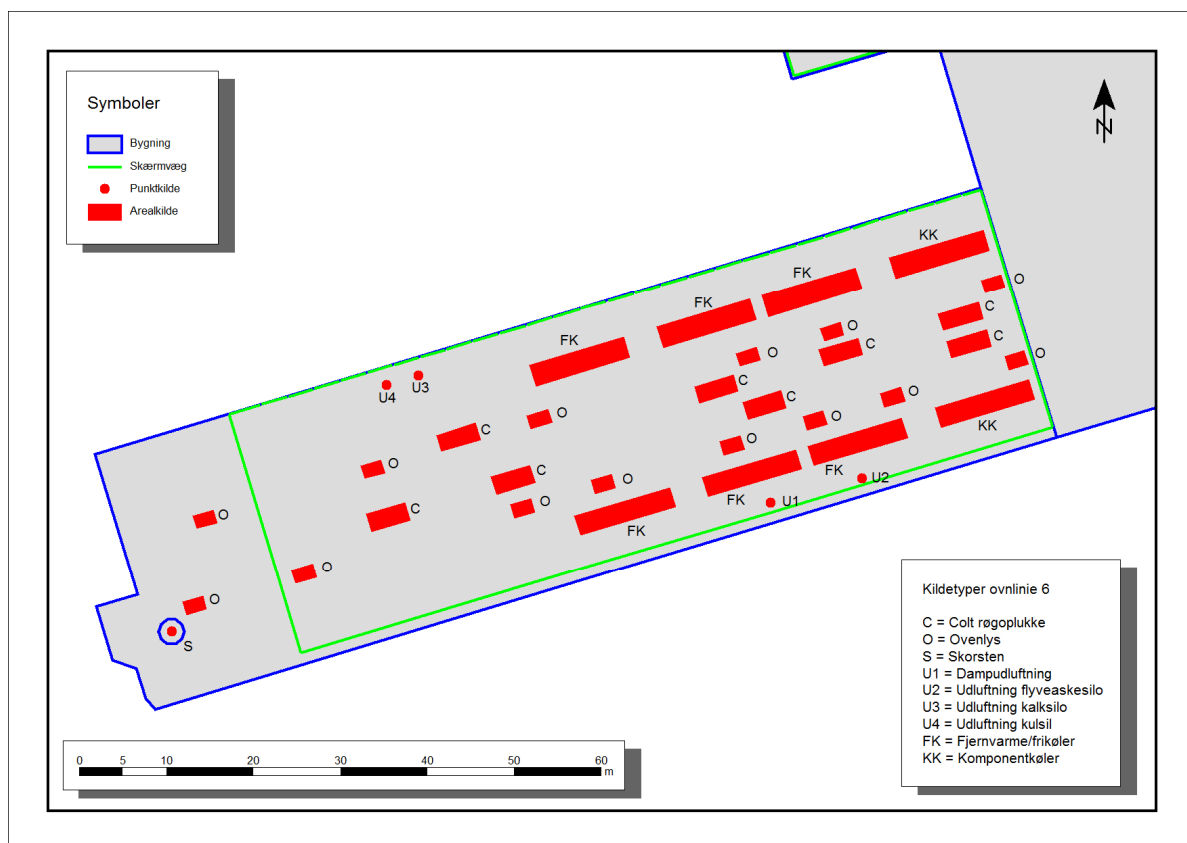 Symboler
Bygning
Skærmvæg
Punktkilde
Arealkilde
N
KK
FK
O
FK
C
O
C
FK
O
O
U3
U4
C
C
O
KK
O
O
C
O
C
O
FK
O
C
O
FK
U2
U1
O
C
FK
O
O
O
S
Kildetyper ovnlinie 6
C = Colt røgoplukke
O = Ovenlys
S = Skorsten
U1 = Dampudluftning
U2 = Udluftning flyveaskesilo
U3 = Udluftning kalksilo
U4 = Udluftning kulsil
FK = Fjernvarme/frikøler
KK = Komponentkøler
0 5 10 20 30 40 50 60
m